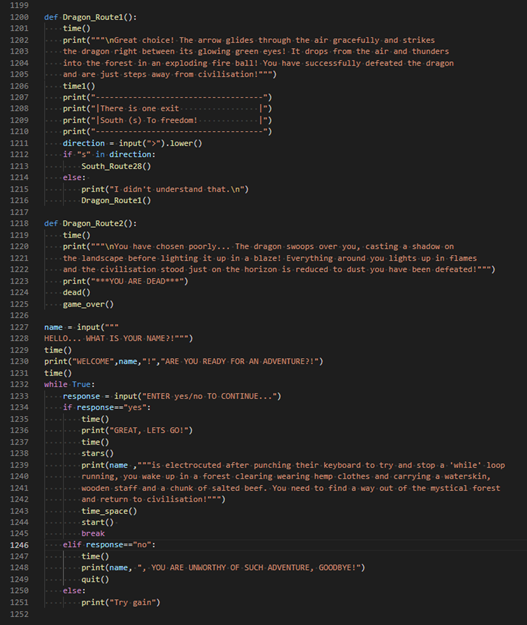 1199
1200 def Dragon_Route1():
1201     time()
1202     print("""\nGreat choice! The arrow glides through the air gracefully and strikes
1203     the dragon right between its glowing green eyes! It drops from the air and thunders
1204     into the forest in an exploding fire ball! You have successfully defeated the dragon
1205     and are just steps away from civilisation!""")
1206     time1()
1207     print("-----------------------------------")
1208     print("|There is one exit             |")
1209     print("|South (s) To freedom!         |")
1210     print("-----------------------------------")
1211     direction = input(">").lower()
1212     if "s" in direction:
1213         South_Route28()
1214     else:
1215         print("I didn't understand that.\n")
1216         Dragon_Route1()
1217
1218 def Dragon_Route2():
1219     time()
1220     print("""\nYou have chosen poorly... The dragon swoops over you, casting a shadow on
1221     the landscape before lighting it up in a blaze! Everything around you lights up in flames
1222     and the civilisation stood just on the horizon is reduced to dust you have been defeated!""")
1223     print("***YOU ARE DEAD***")
1224     dead()
1225     game_over()
1226
1227 name = input("""
1228 HELLO... WHAT IS YOUR NAME?!""")
1229 time()
1230 print("WELCOME",name,"!","ARE YOU READY FOR AN ADVENTURE?!")
1231 time()
1232 while True:
1233     response = input("ENTER yes/no TO CONTINUE...")
1234     if response=="yes":
1235         time()
1236         print("GREAT, LETS GO!")
1237         time()
1238         stars()
1239         print(name ,"""is electrocuted after punching their keyboard to try and stop a 'while' loop
1240         running, you wake up in a forest clearing wearing hemp clothes and carrying a waterskin,
1241         wooden staff and a chunk of salted beef. You need to find a way out of the mystical forest
1242         and return to civilisation!""")
1243         time_space()
1244         start()
1245         break
1246     elif response=="no":
1247         time()
1248         print(name, ", YOU ARE UNWORTHY OF SUCH ADVENTURE, GOODBYE!")
1249         quit()
1250     else:
1251         print("Try gain")
1252